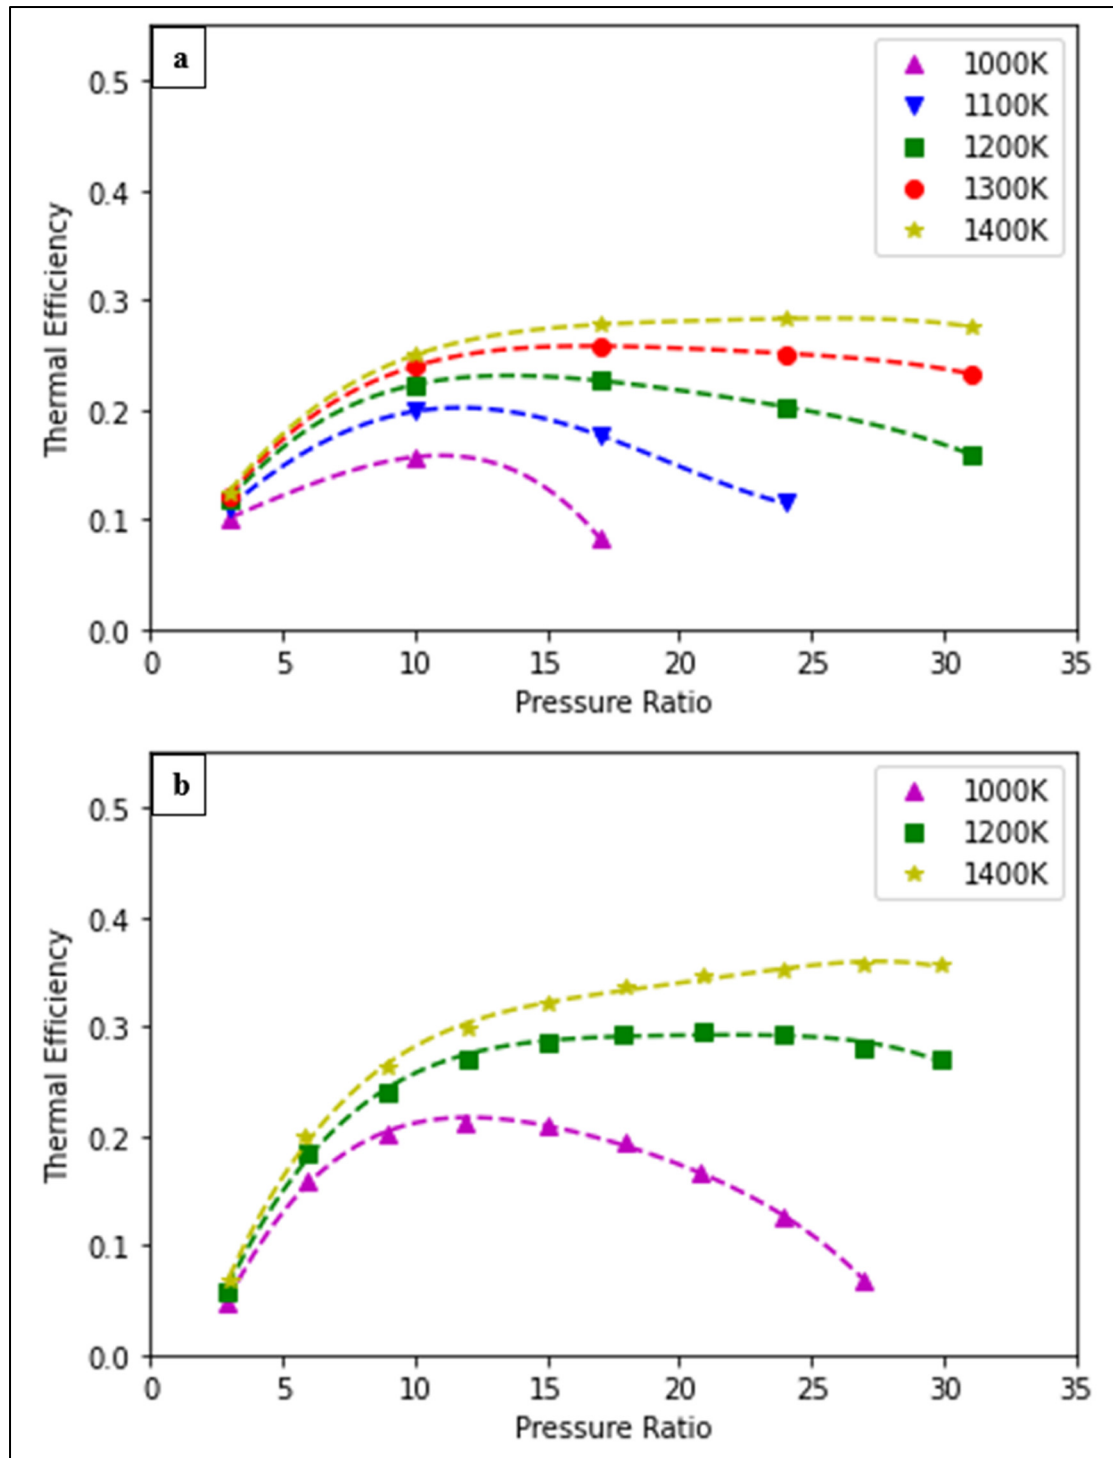 a
1000K
1100K
1200K
1300K
1400K
Thermal Efficiency
0.5
0.4
0.3
0.2
0.1
0.0
0 5 10 15 20 25 30 35
Pressure Ratio
b
1000K
1200K
1400K
Thermal Efficiency
0.5
0.4
0.3
0.2
0.1
0.0
0 5 10 15 20 25 30 35
Pressure Ratio